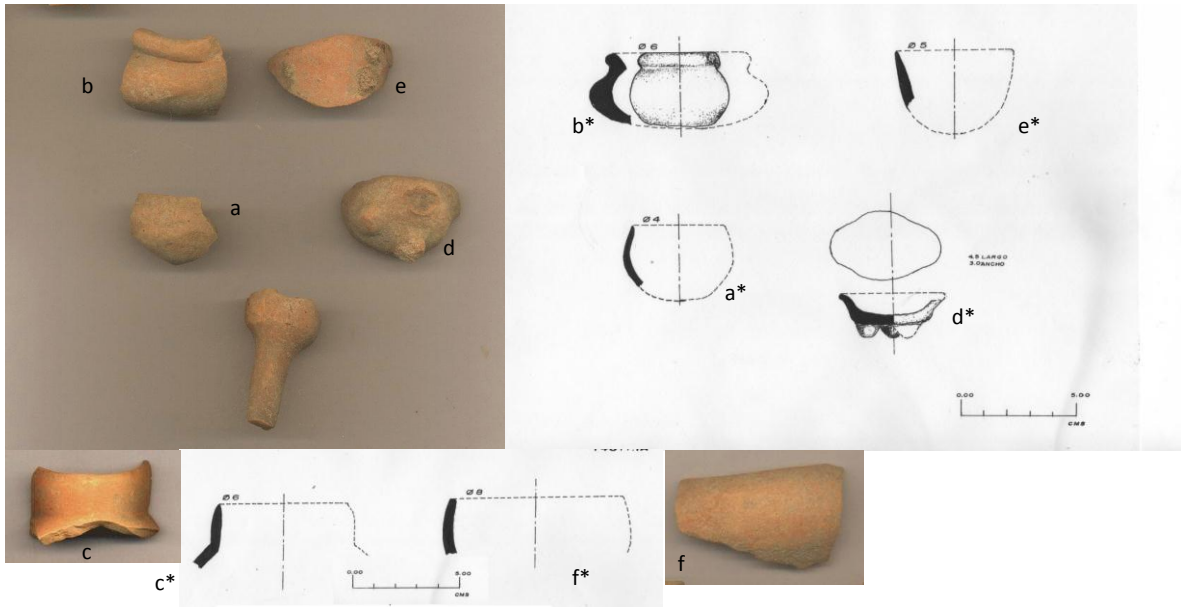 b
e
a
d
Ø 6
b*
Ø 5
e*
Ø 4
a*
4.5 LARGO
3.0 ANCHO
d*
0.00
5.00
CMS
c
c*
Ø 6
Ø 8
0.00
5.00
CMS
f*
f